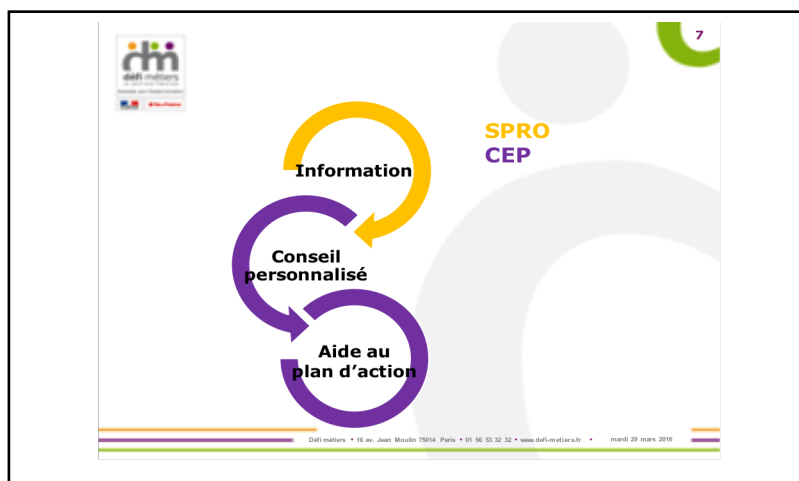 7
défi métiers
SPRO
CEP
Information
Conseil
personnalisé
Aide au
plan d'action
Défi métiers • 16 av. Jean Moulin 75014 Paris • 01 56 53 32 32 • www.defi-metiers.fr • mardi 29 mars 2016